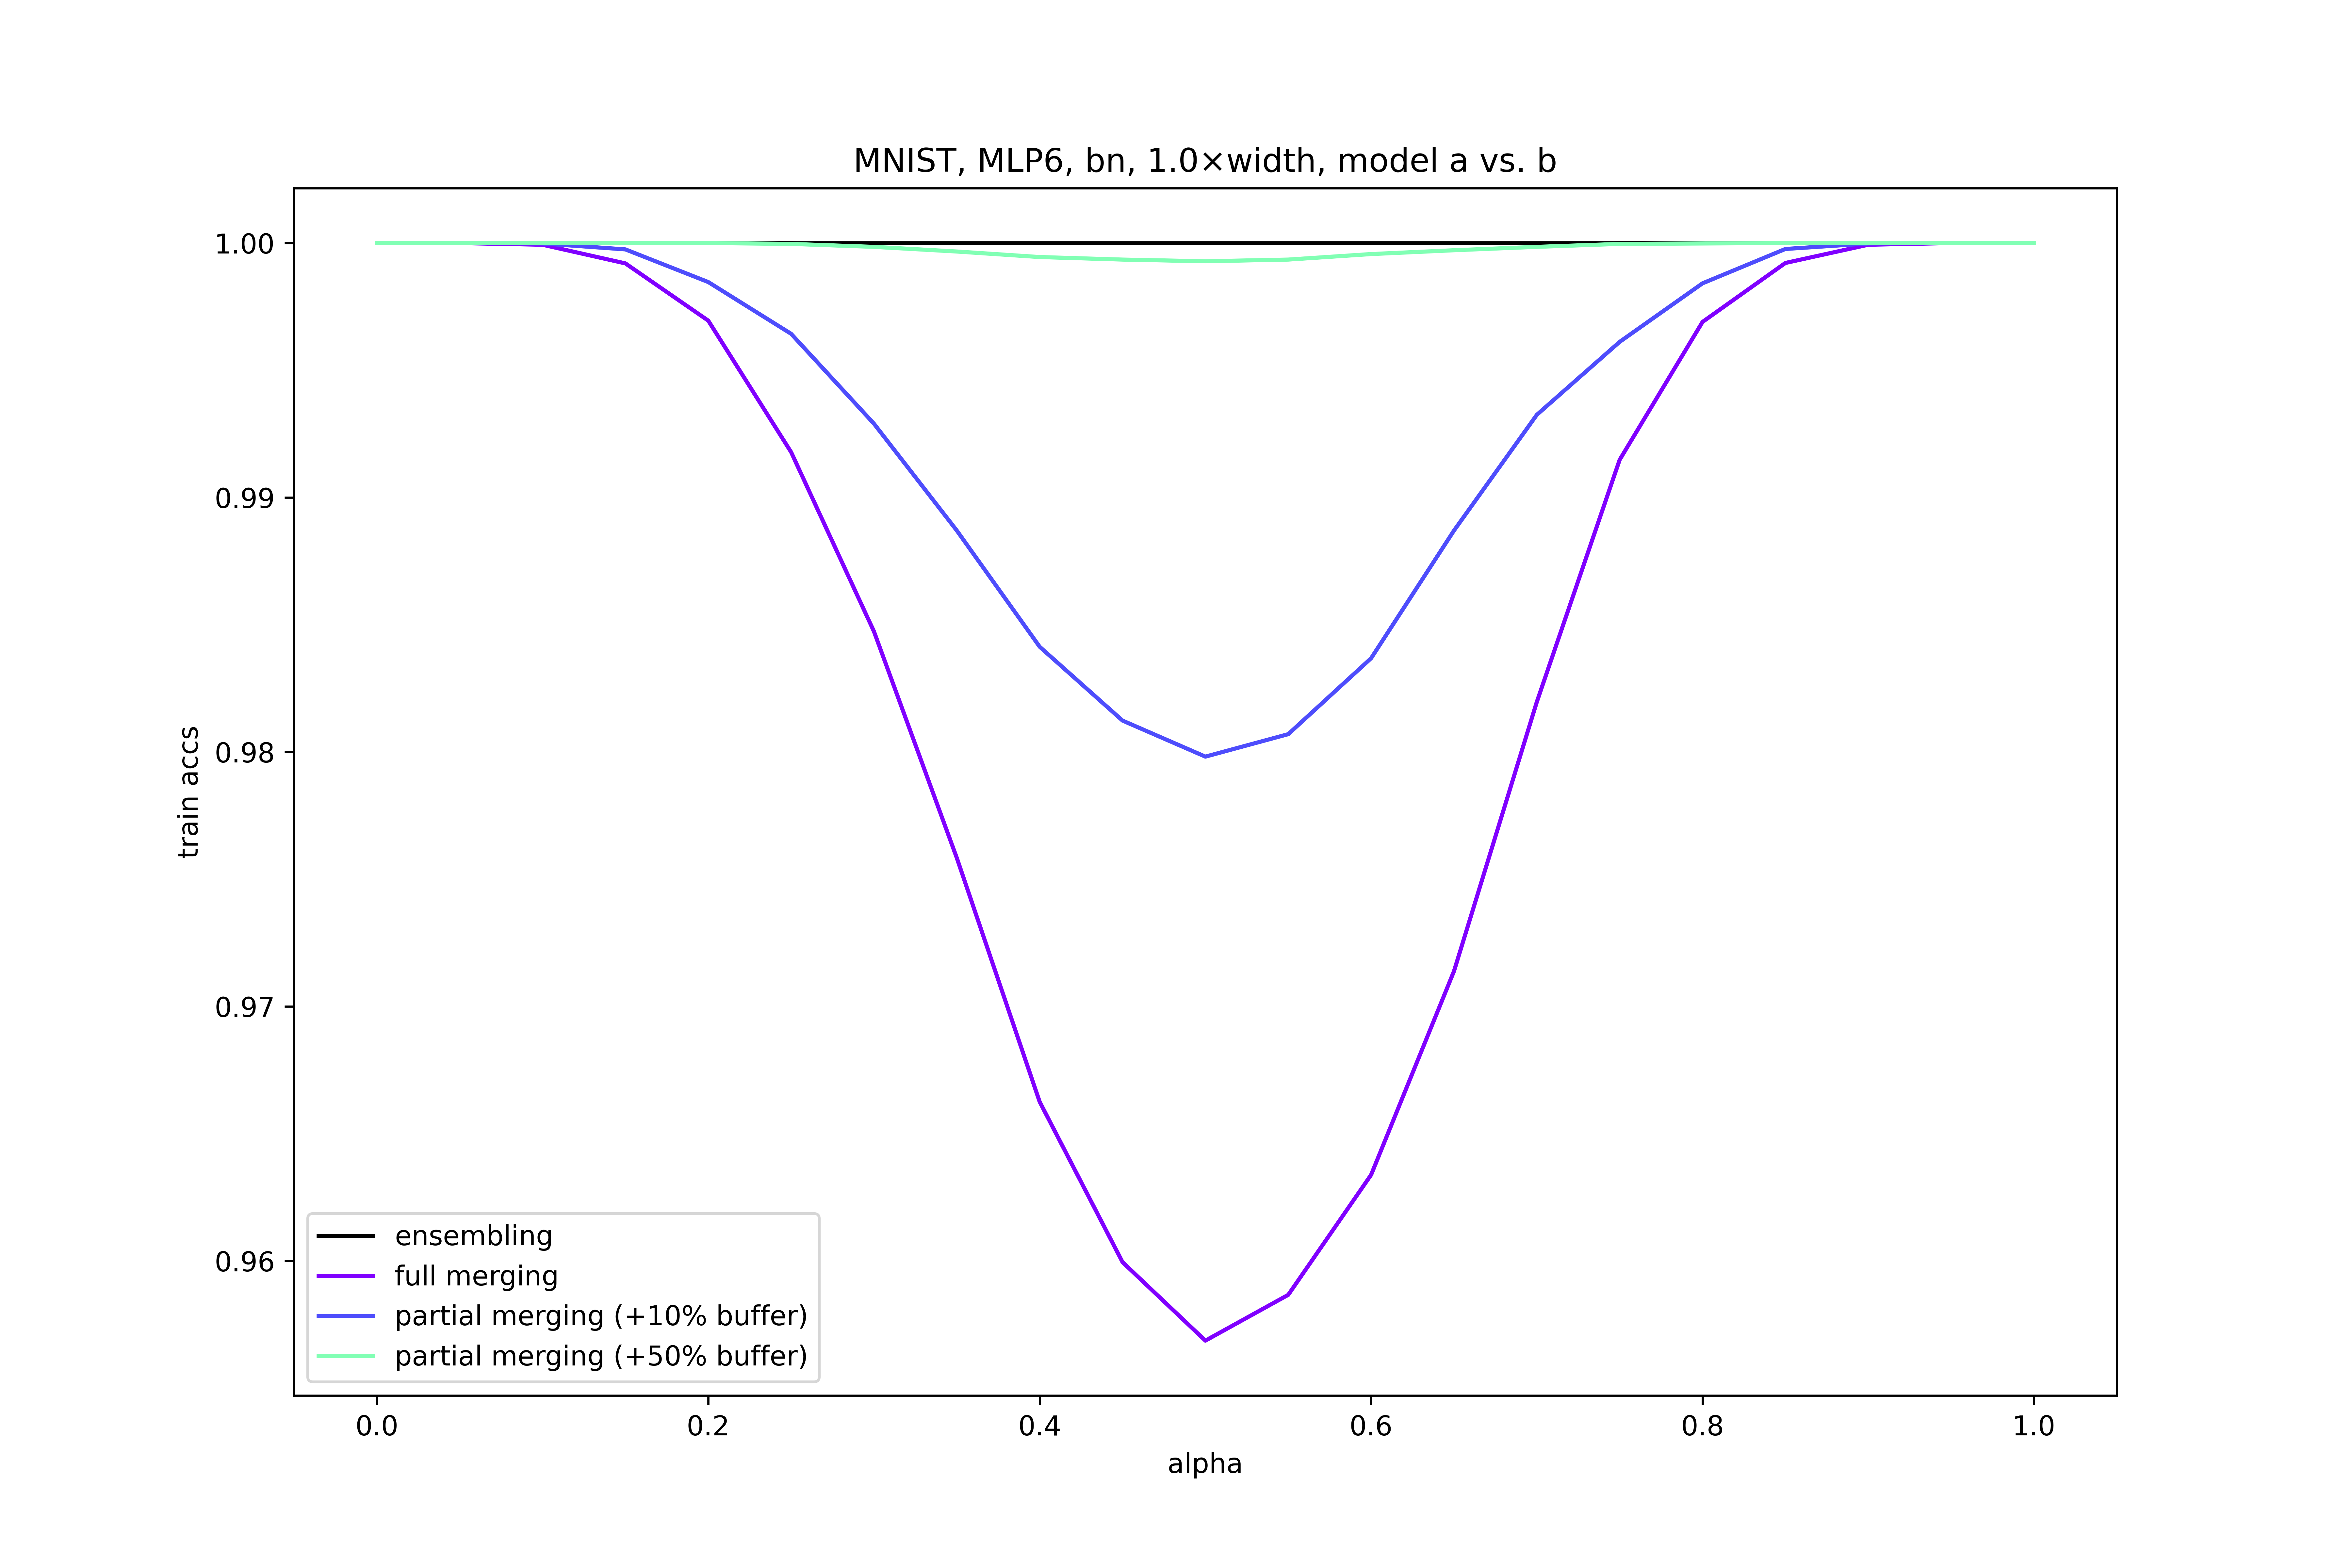 MNIST, MLP6, bn, 1.0×width, model a vs. b
1.00
0.99
0.98
0.97
0.96
train accs
ensembling
full merging
partial merging (+10% buffer)
partial merging (+50% buffer)
0.0 0.2 0.4 0.6 0.8 1.0
alpha